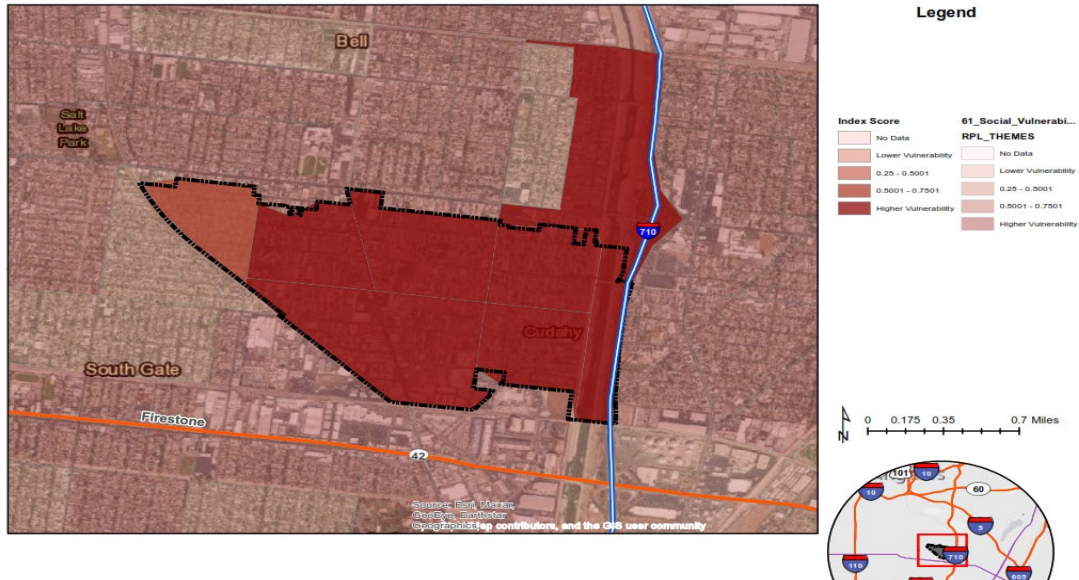 Legend
Bell
Salt
Lake
Park
Index Score
No Data
Lower Vulnerability
0.25 - 0.5001
0.5001 - 0.7501
Higher Vulnerability
61_Social_Vulnerabi...
RPL_THEMES
No Data
Lower Vulnerability
0.25 - 0.5001
0.5001 - 0.7501
Higher Vulnerability
710
Cudahy
South Gate
Firestone
42
N
0 0.175 0.35 0.7 Miles
Source: Esri, Maxar,
GeoEye, Earthstar
Geographics
ep contributors, and the GIS user community
101
10
10
60
5
710
110
605